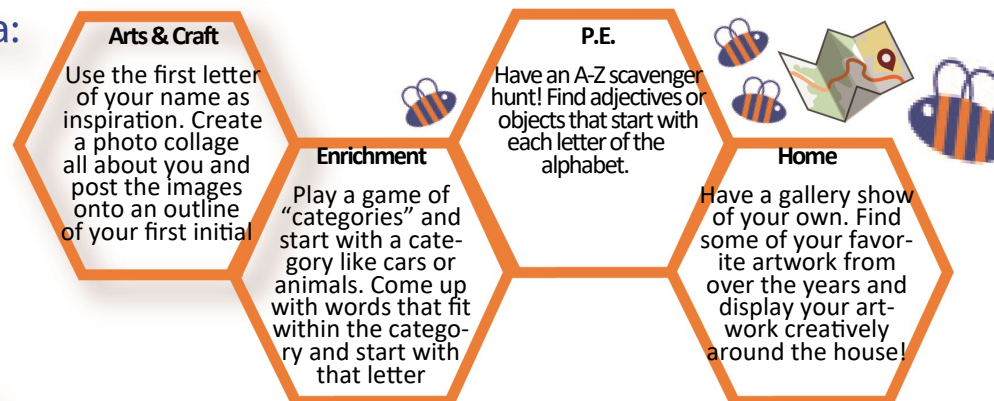 a:
Arts & Craft
Use the first letter
of your name as
inspiration. Create
a photo collage
all about you and
post the images
onto an outline
of your first initial
Enrichment
Play a game of
“categories” and
start with a cate-
gory like cars or
animals. Come up
with words that fit
within the catego-
ry and start with
that letter
P.E.
Have an A-Z scavenger
hunt! Find adjectives or
objects that start with
each letter of the
alphabet.
Home
Have a gallery show
of your own. Find
some of your favor-
ite artwork from
over the years and
display your art-
work creatively
around the house!